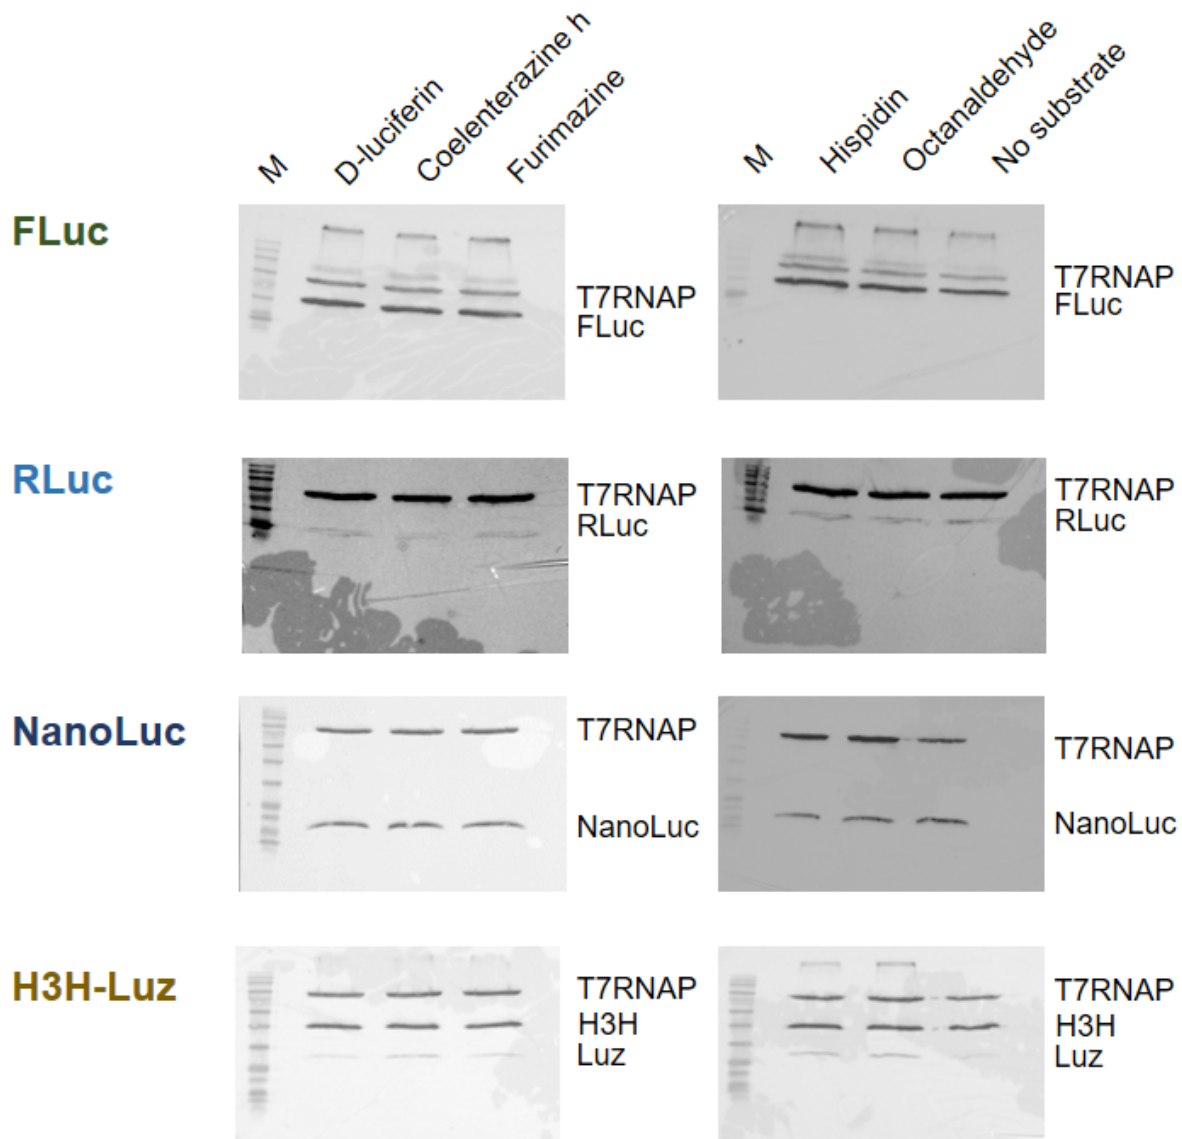 M
D-luciferin
Coelenterazine h
Furimazine
M
Hispidin
Octanaldehyde
No substrate
FLuc
T7RNAP
FLuc
T7RNAP
FLuc
RLuc
T7RNAP
RLuc
T7RNAP
RLuc
NanoLuc
T7RNAP
NanoLuc
T7RNAP
NanoLuc
H3H-Luz
T7RNAP
H3H
Luz
T7RNAP
H3H
Luz